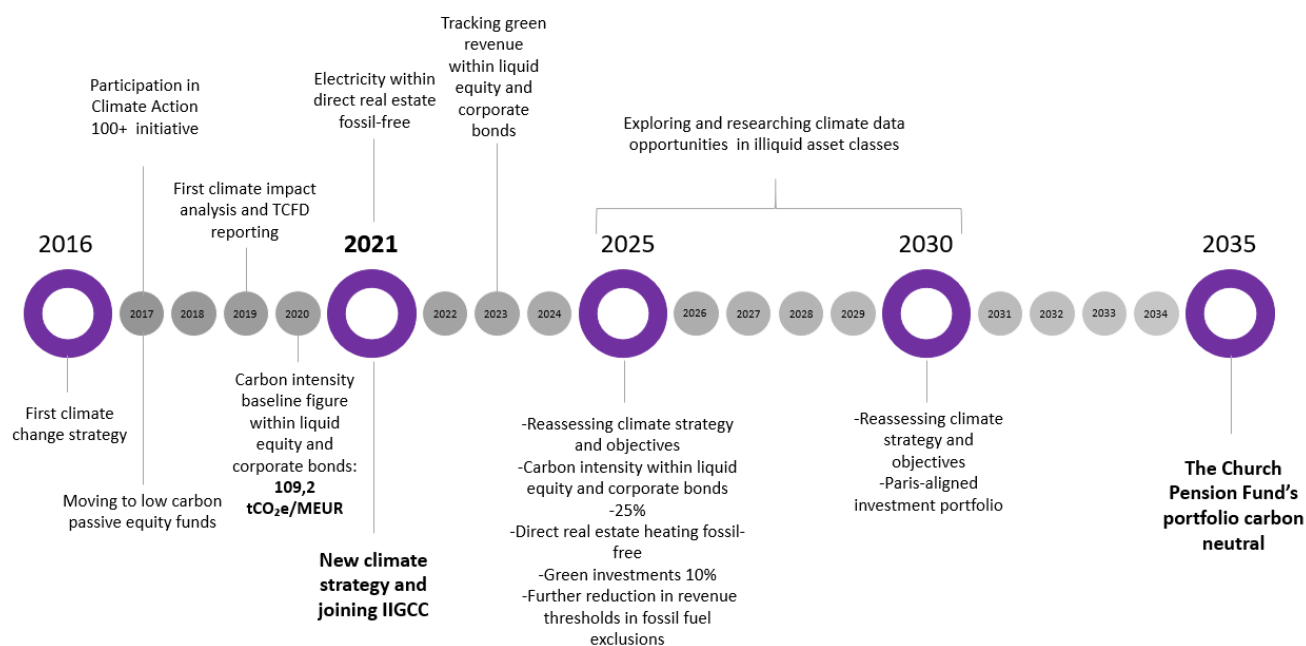 Tracking green
revenue
within liquid
equity and
corporate
bonds
Participation in
Climate Action
100+ initiative
Electricity within
direct real estate
fossil-free
Exploring and researching climate data
opportunities in illiquid asset classes
First climate impact
analysis and TCFD
reporting
2016
2021
2025
2030
2035
2017
2018
2019
2020
2022
2023
2024
2026
2027
2028
2029
2031
2032
2033
2034
First climate
change strategy
Moving to low carbon
passive equity funds
Carbon intensity
baseline figure
within liquid
equity and
corporate bonds:
109,2
tCO₂e/MEUR
New climate
strategy and
joining IIGCC
-Reassessing climate strategy
and objectives
-Carbon intensity within liquid
equity and corporate bonds
-25%
-Direct real estate heating fossil-
free
-Green investments 10%
-Further reduction in revenue
thresholds in fossil fuel
exclusions
-Reassessing climate
strategy and
objectives
-Paris-aligned
investment portfolio
The Church
Pension Fund’s
portfolio carbon
neutral